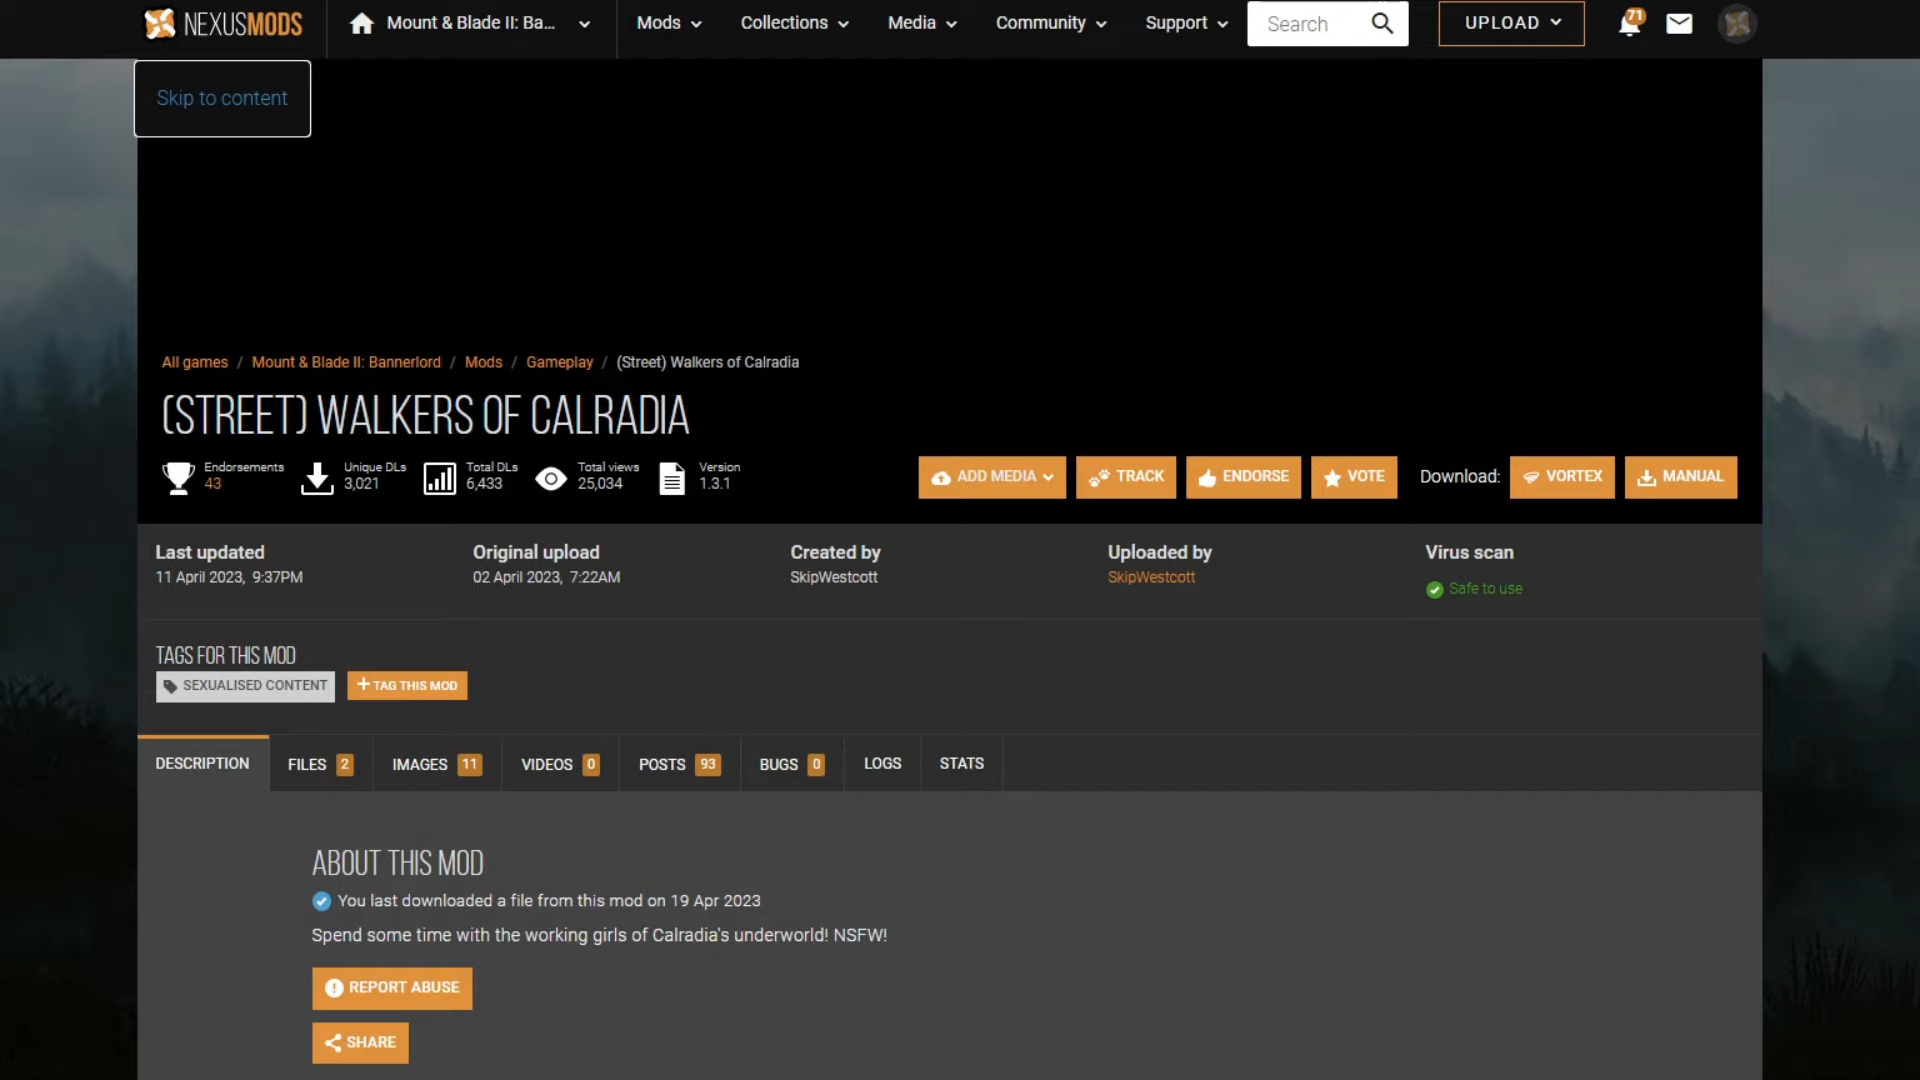 NEXUSMODS Mount & Blade II: Ba... Mods Collections Media Community Support Search UPLOAD 71
Skip to content
All games / Mount & Blade II: Bannerlord / Mods / Gameplay / (Street) Walkers of Calradia
(STREET) WALKERS OF CALRADIA
Endorsements
43
Unique DLs
3,021
Total DLs
6,433
Total views
25,034
Version
1.3.1
ADD MEDIA TRACK ENDORSE VOTE Download: VORTEX MANUAL
Last updated
11 April 2023, 9:37PM
Original upload
02 April 2023, 7:22AM
Created by
SkipWestcott
Uploaded by
SkipWestcott
Virus scan
Safe to use
TAGS FOR THIS MOD
SEXUALISED CONTENT + TAG THIS MOD
DESCRIPTION FILES 2 IMAGES 11 VIDEOS 0 POSTS 93 BUGS 0 LOGS STATS
ABOUT THIS MOD
You last downloaded a file from this mod on 19 Apr 2023
Spend some time with the working girls of Calradia's underworld! NSFW!
REPORT ABUSE
SHARE